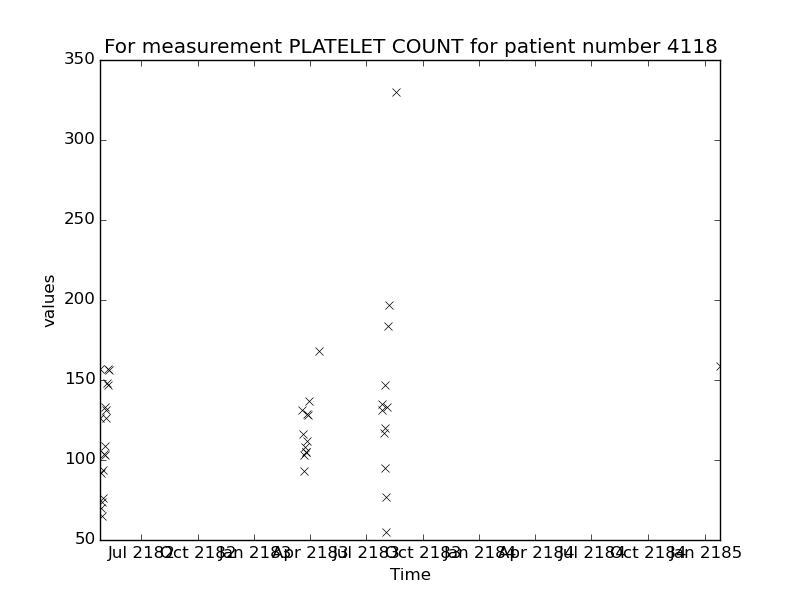 For measurement PLATELET COUNT for patient number 4118
350
300
250
200
150
100
50
values
Jul 2182 Oct 2182 Jan 2183 Apr 2183 Jul 2183 Oct 2183 Jan 2184 Apr 2184 Jul 2184 Oct 2184 Jan 2185
Time